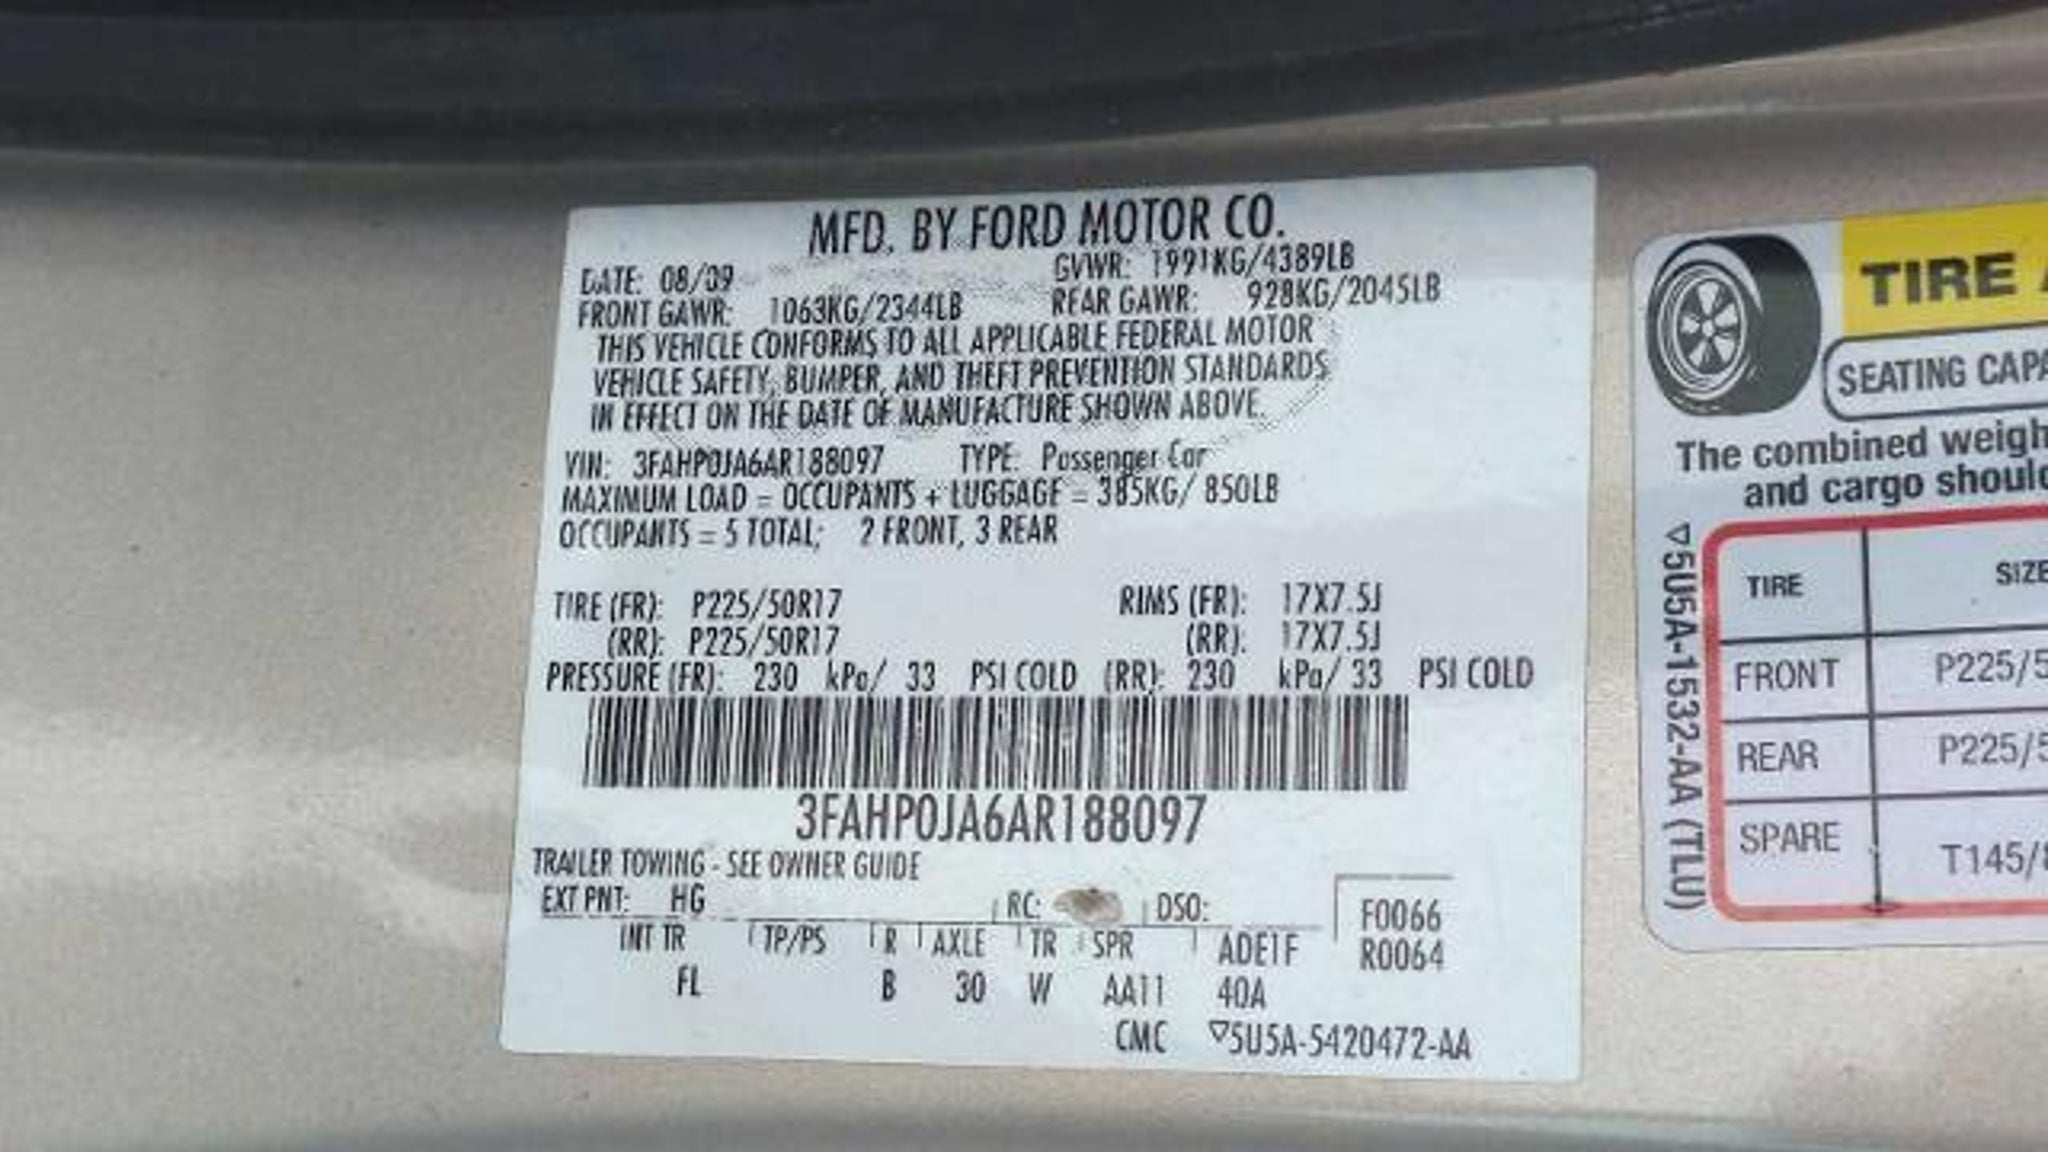 MFD. BY FORD MOTOR CO.
DATE: 08/09 GVWR: 1991KG/4389LB
FRONT GAWR: 1063KG/2344LB REAR GAWR: 928KG/2045LB
THIS VEHICLE CONFORMS TO ALL APPLICABLE FEDERAL MOTOR
VEHICLE SAFETY, BUMPER, AND THEFT PREVENTION STANDARDS
IN EFFECT ON THE DATE OF MANUFACTURE SHOWN ABOVE.
VIN: 3FAHP0JA6AR188097 TYPE: Passenger Car
MAXIMUM LOAD = OCCUPANTS + LUGGAGE = 385KG/ 850LB
OCCUPANTS = 5 TOTAL; 2 FRONT, 3 REAR
TIRE (FR): P225/50R17 RIMS (FR): 17X7.5J
(RR): P225/50R17 (RR): 17X7.5J
PRESSURE (FR): 230 kPa/ 33 PSI COLD (RR): 230 kPa/ 33 PSI COLD
3FAHP0JA6AR188097
TRAILER TOWING - SEE OWNER GUIDE
EXT PNT: HG RC: DSO: F0066
INT TR TP/PS R AXLE TR SPR ADE1F R0064
FL B 30 W AA11 40A
CMC ▽5U5A-5420472-AA
TIRE
SEATING CAPA
The combined weigh
and cargo should
▽5U5A-1532-AA (TLU)
TIRE SIZE
FRONT P225/5
REAR P225/5
SPARE T145/8